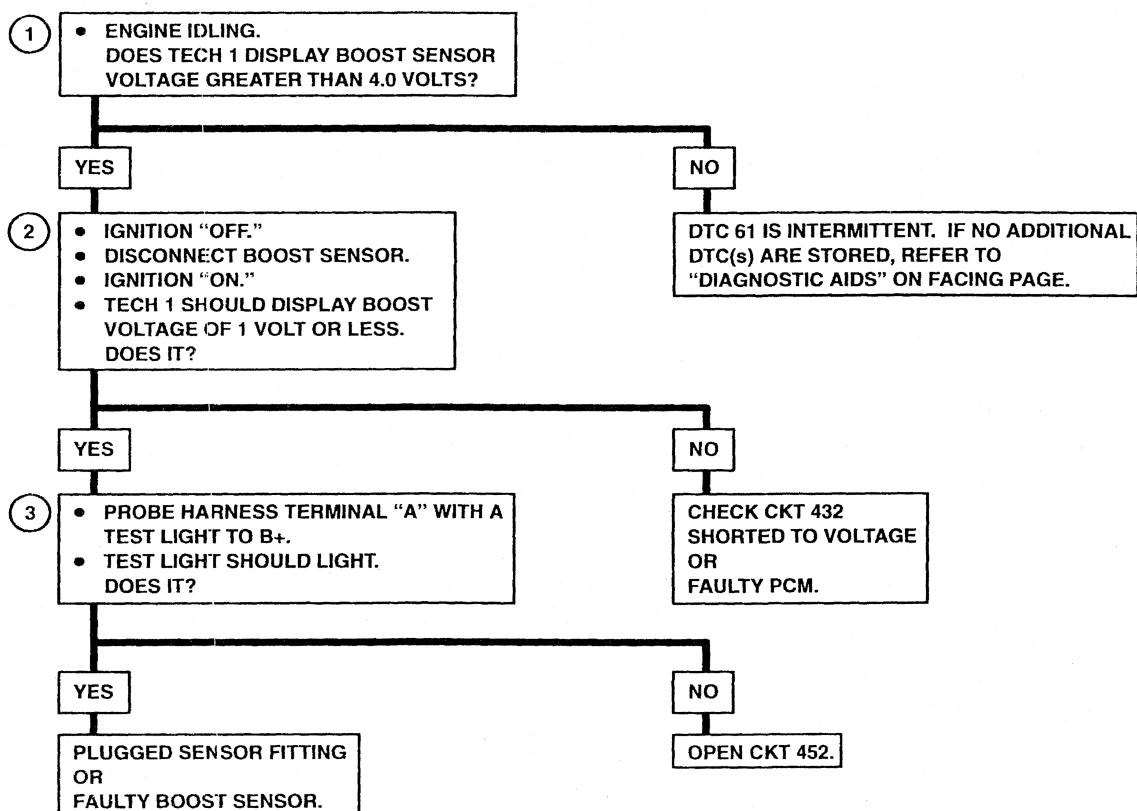 1
• ENGINE IDLING.
DOES TECH 1 DISPLAY BOOST SENSOR
VOLTAGE GREATER THAN 4.0 VOLTS?
YES
NO
2
• IGNITION "OFF."
• DISCONNECT BOOST SENSOR.
• IGNITION "ON."
• TECH 1 SHOULD DISPLAY BOOST
VOLTAGE OF 1 VOLT OR LESS.
DOES IT?
DTC 61 IS INTERMITTENT. IF NO ADDITIONAL
DTC(s) ARE STORED, REFER TO
"DIAGNOSTIC AIDS" ON FACING PAGE.
YES
NO
3
• PROBE HARNESS TERMINAL "A" WITH A
TEST LIGHT TO B+.
• TEST LIGHT SHOULD LIGHT.
DOES IT?
CHECK CKT 432
SHORTED TO VOLTAGE
OR
FAULTY PCM.
YES
NO
PLUGGED SENSOR FITTING
OR
FAULTY BOOST SENSOR.
OPEN CKT 452.